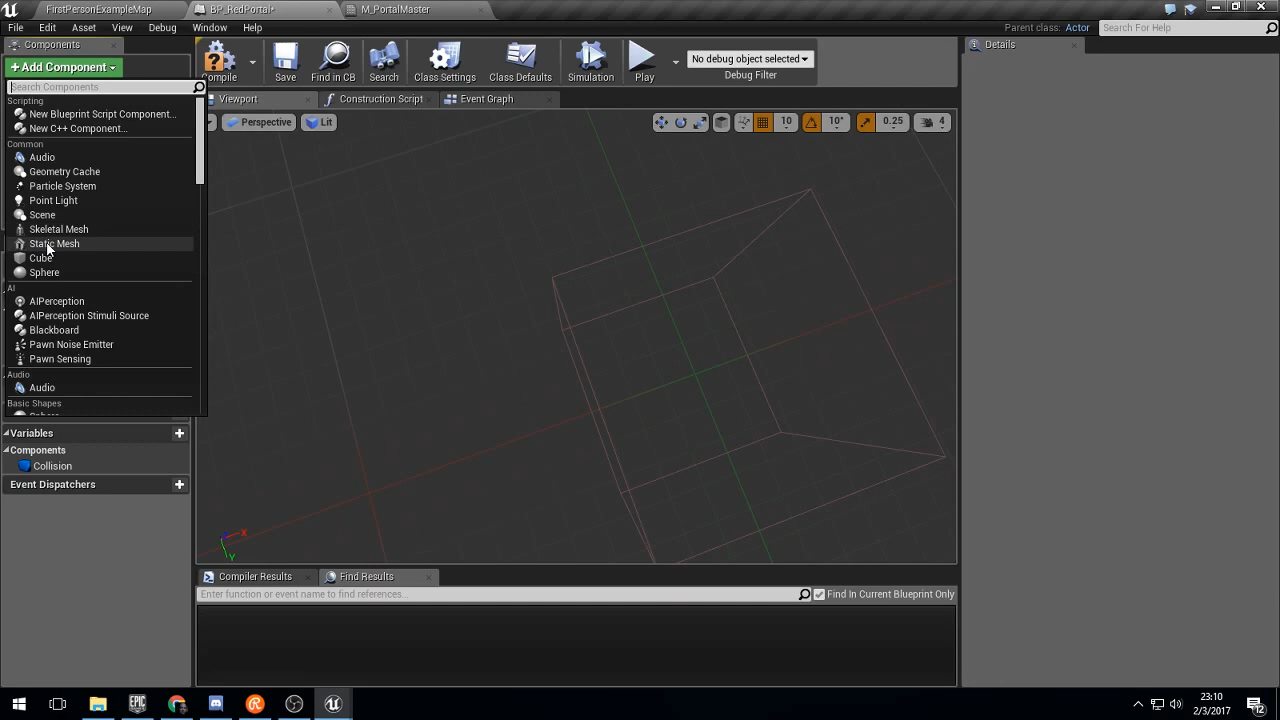 FirstPersonExampleMap
BP_RedPortal*
M_PortalMaster
File Edit Asset View Debug Window Help
Parent class: Actor
Search For Help
Components
+Add Component
Search Components
Scripting
New Blueprint Script Component...
New C++ Component...
Common
Audio
Geometry Cache
Particle System
Point Light
Scene
Skeletal Mesh
Static Mesh
Cube
Sphere
AI
AIPerception
AIPerception Stimuli Source
Blackboard
Pawn Noise Emitter
Pawn Sensing
Audio
Audio
Basic Shapes
Sphere
Variables
Components
Collision
Event Dispatchers
Compile
Save
Find in CB
Search
Class Settings
Class Defaults
Simulation
Play
No debug object selected
Debug Filter
Viewport
Construction Script
Event Graph
Perspective
Lit
10
10°
0.25
4
X
Y
Compiler Results
Find Results
Enter function or event name to find references...
Find In Current Blueprint Only
Details
EPIC
GAMES
23:10
2/3/2017
12